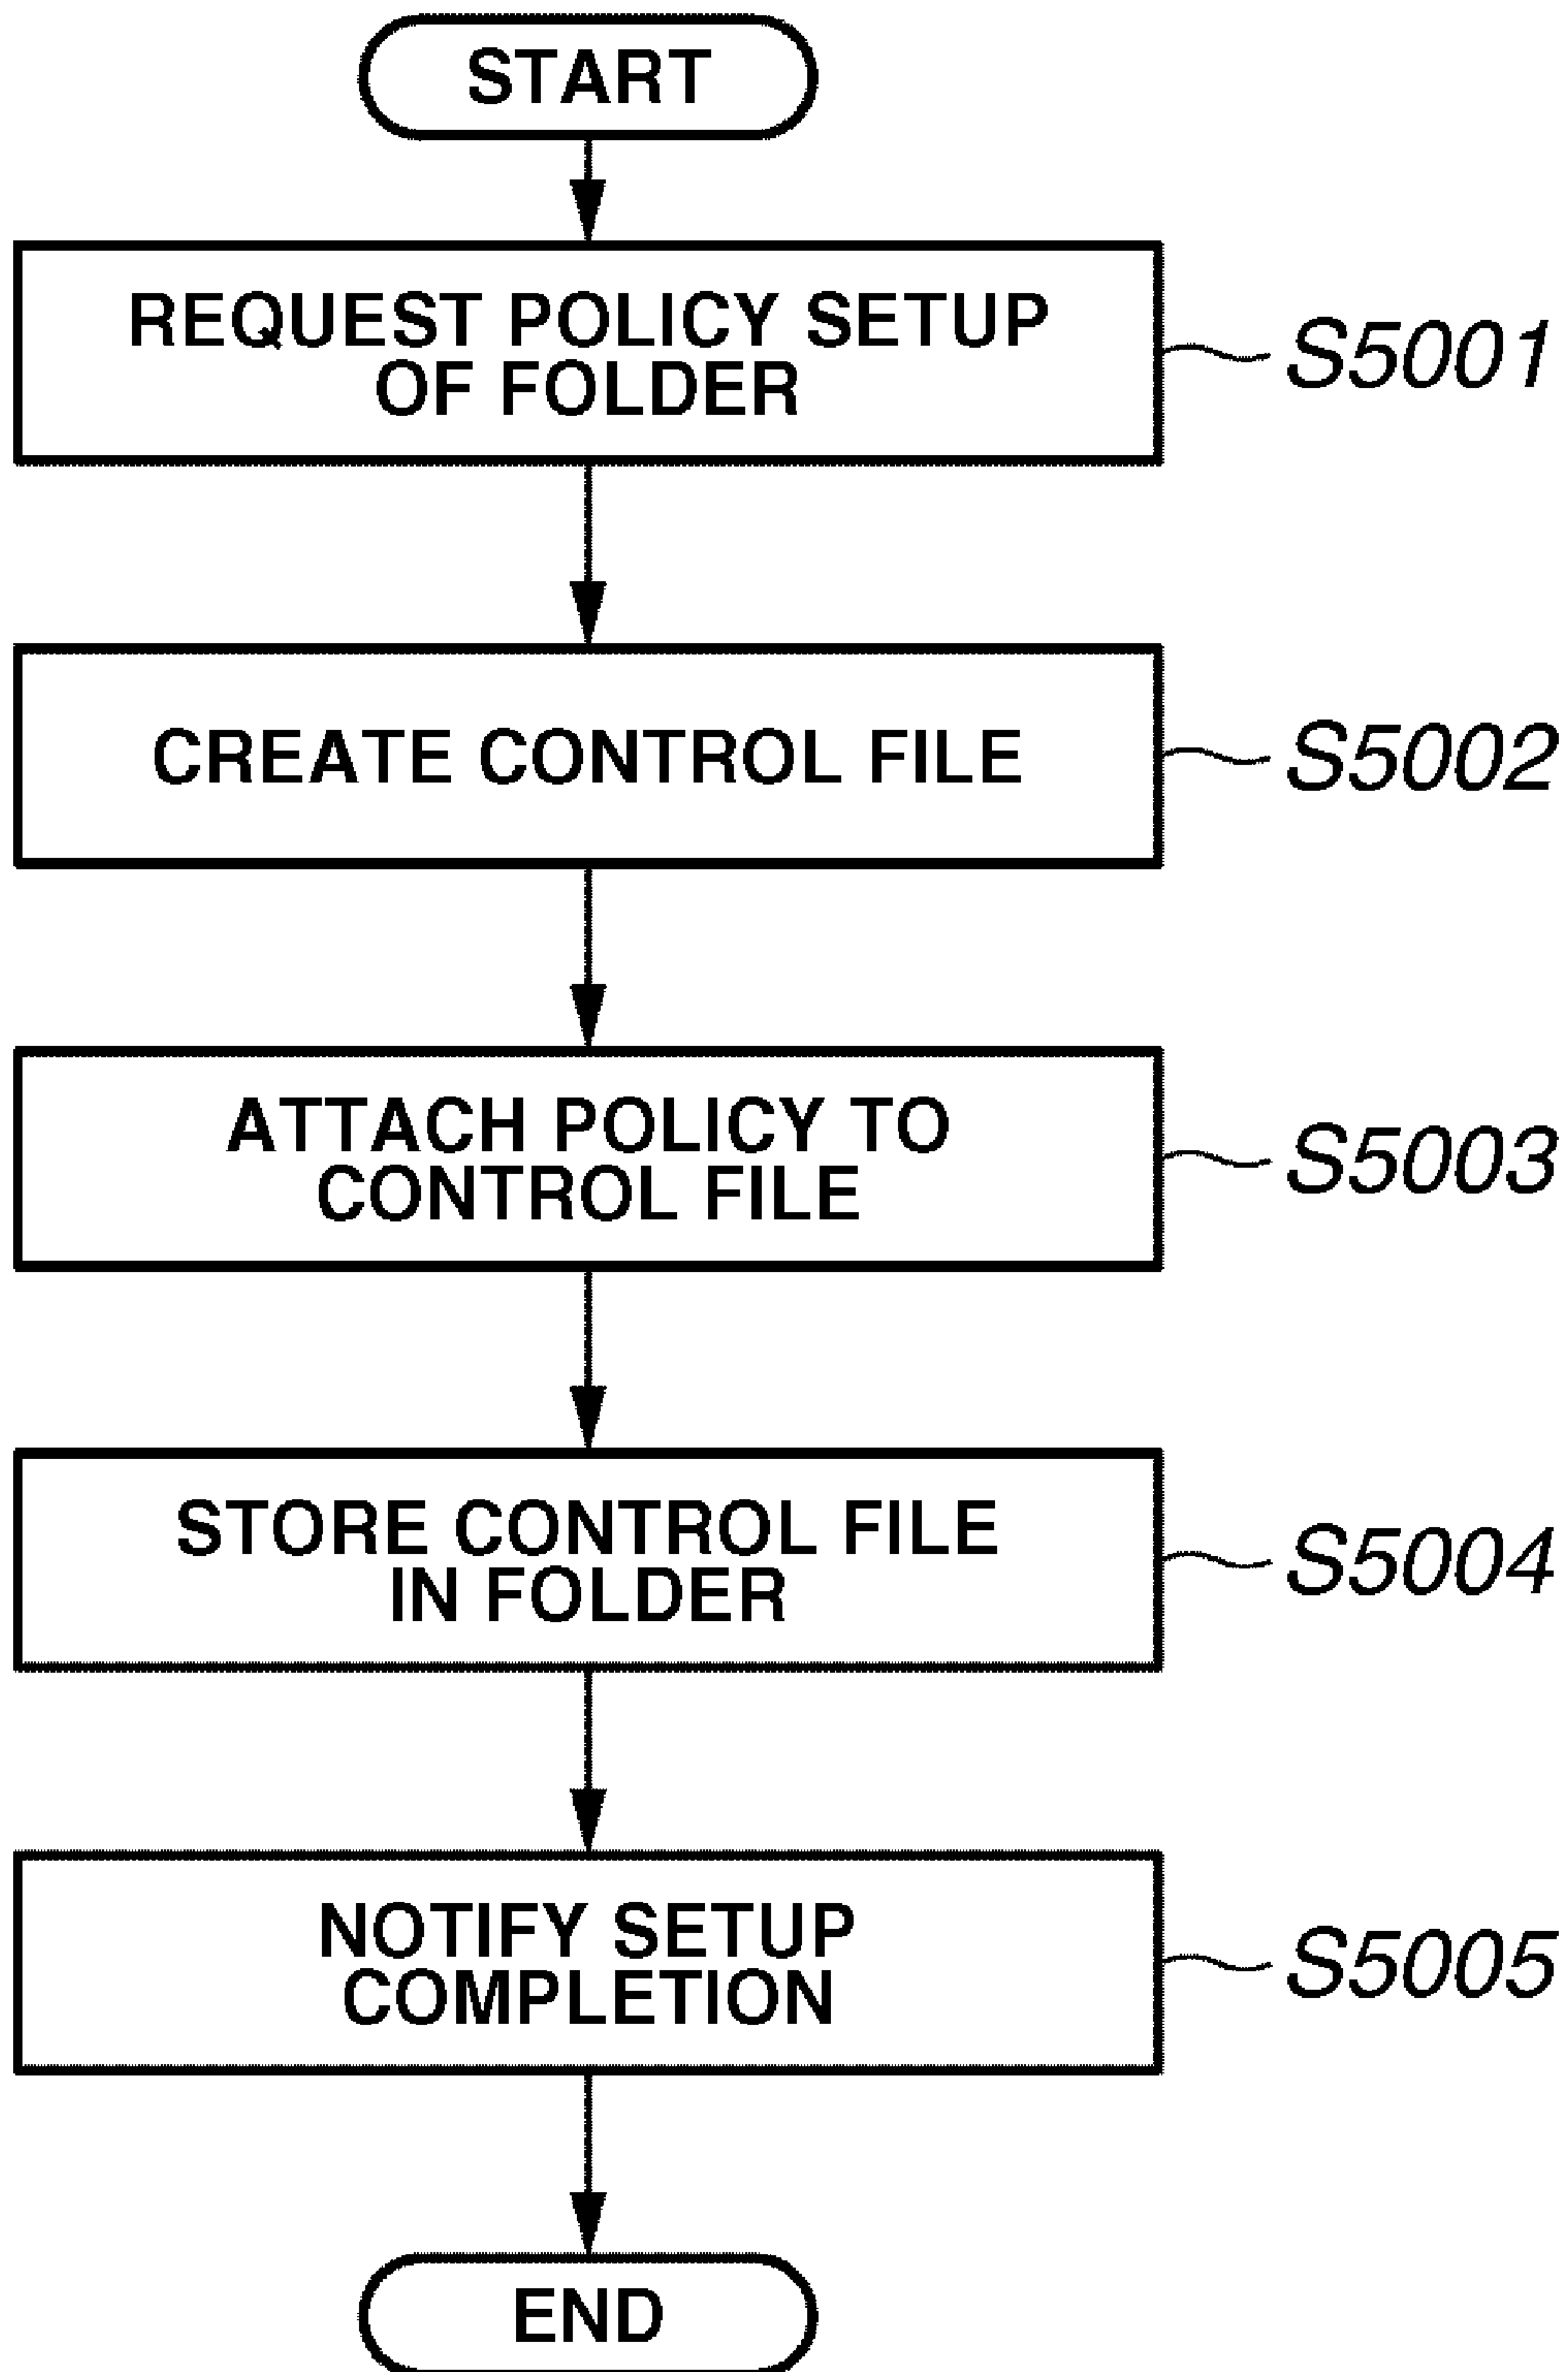 START
REQUEST POLICY SETUP
OF FOLDER
S5001
CREATE CONTROL FILE
S5002
ATTACH POLICY TO
CONTROL FILE
S5003
STORE CONTROL FILE
IN FOLDER
S5004
NOTIFY SETUP
COMPLETION
S5005
END